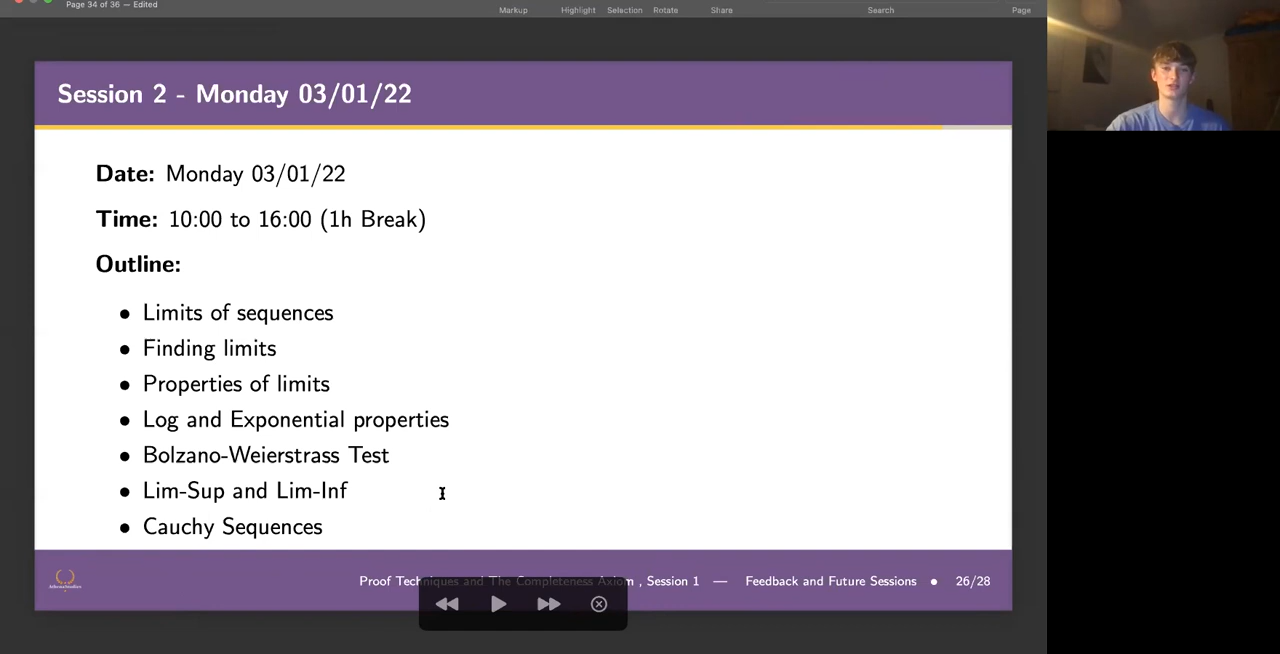 Page 34 of 36 — Edited
Markup Highlight Selection Rotate Share Search Page
Session 2 - Monday 03/01/22
Date: Monday 03/01/22
Time: 10:00 to 16:00 (1h Break)
Outline:
• Limits of sequences
• Finding limits
• Properties of limits
• Log and Exponential properties
• Bolzano-Weierstrass Test
• Lim-Sup and Lim-Inf
• Cauchy Sequences
AthenaStudies
Proof Techniques and The Completeness Axiom , Session 1 — Feedback and Future Sessions • 26/28